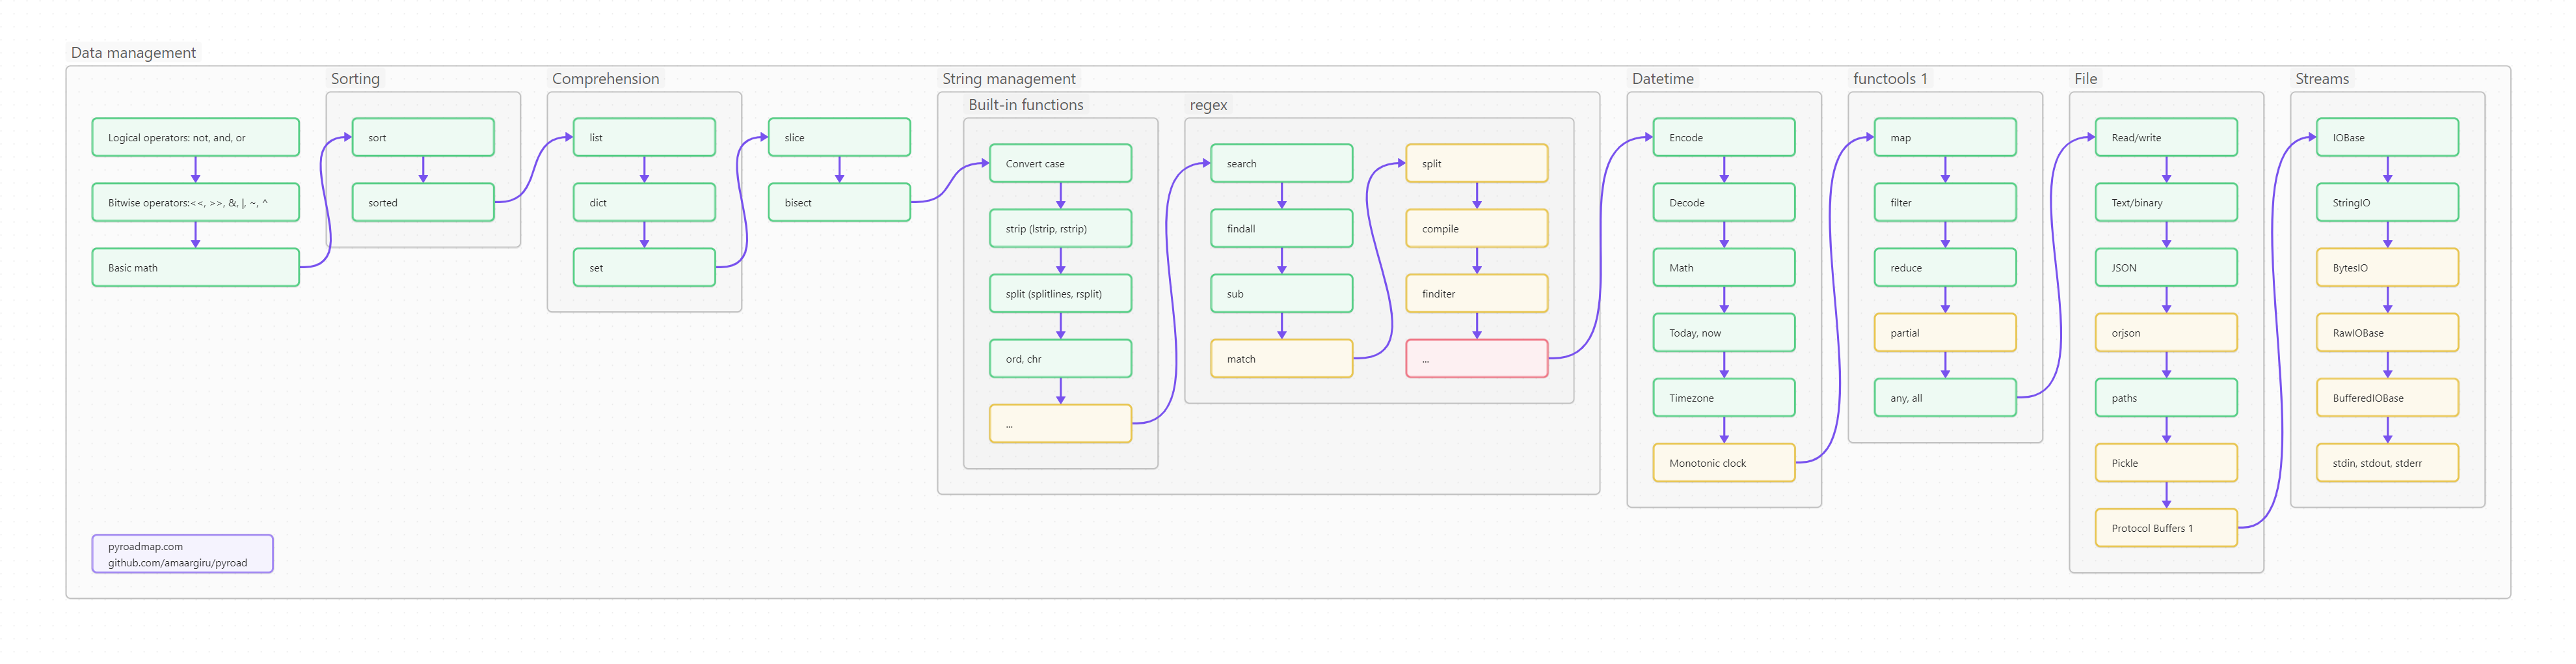 Data management
Logical operators: not, and, or
Bitwise operators:<<, >>, &, |, ~, ^
Basic math
Sorting
sort
sorted
Comprehension
list
dict
set
slice
bisect
String management
Built-in functions
Convert case
strip (lstrip, rstrip)
split (splitlines, rsplit)
ord, chr
...
regex
search
findall
sub
match
split
compile
finditer
...
Datetime
Encode
Decode
Math
Today, now
Timezone
Monotonic clock
functools 1
map
filter
reduce
partial
any, all
File
Read/write
Text/binary
JSON
orjson
paths
Pickle
Protocol Buffers 1
Streams
IOBase
StringIO
BytesIO
RawIOBase
BufferedIOBase
stdin, stdout, stderr
pyroadmap.com
github.com/amaargiru/pyroad